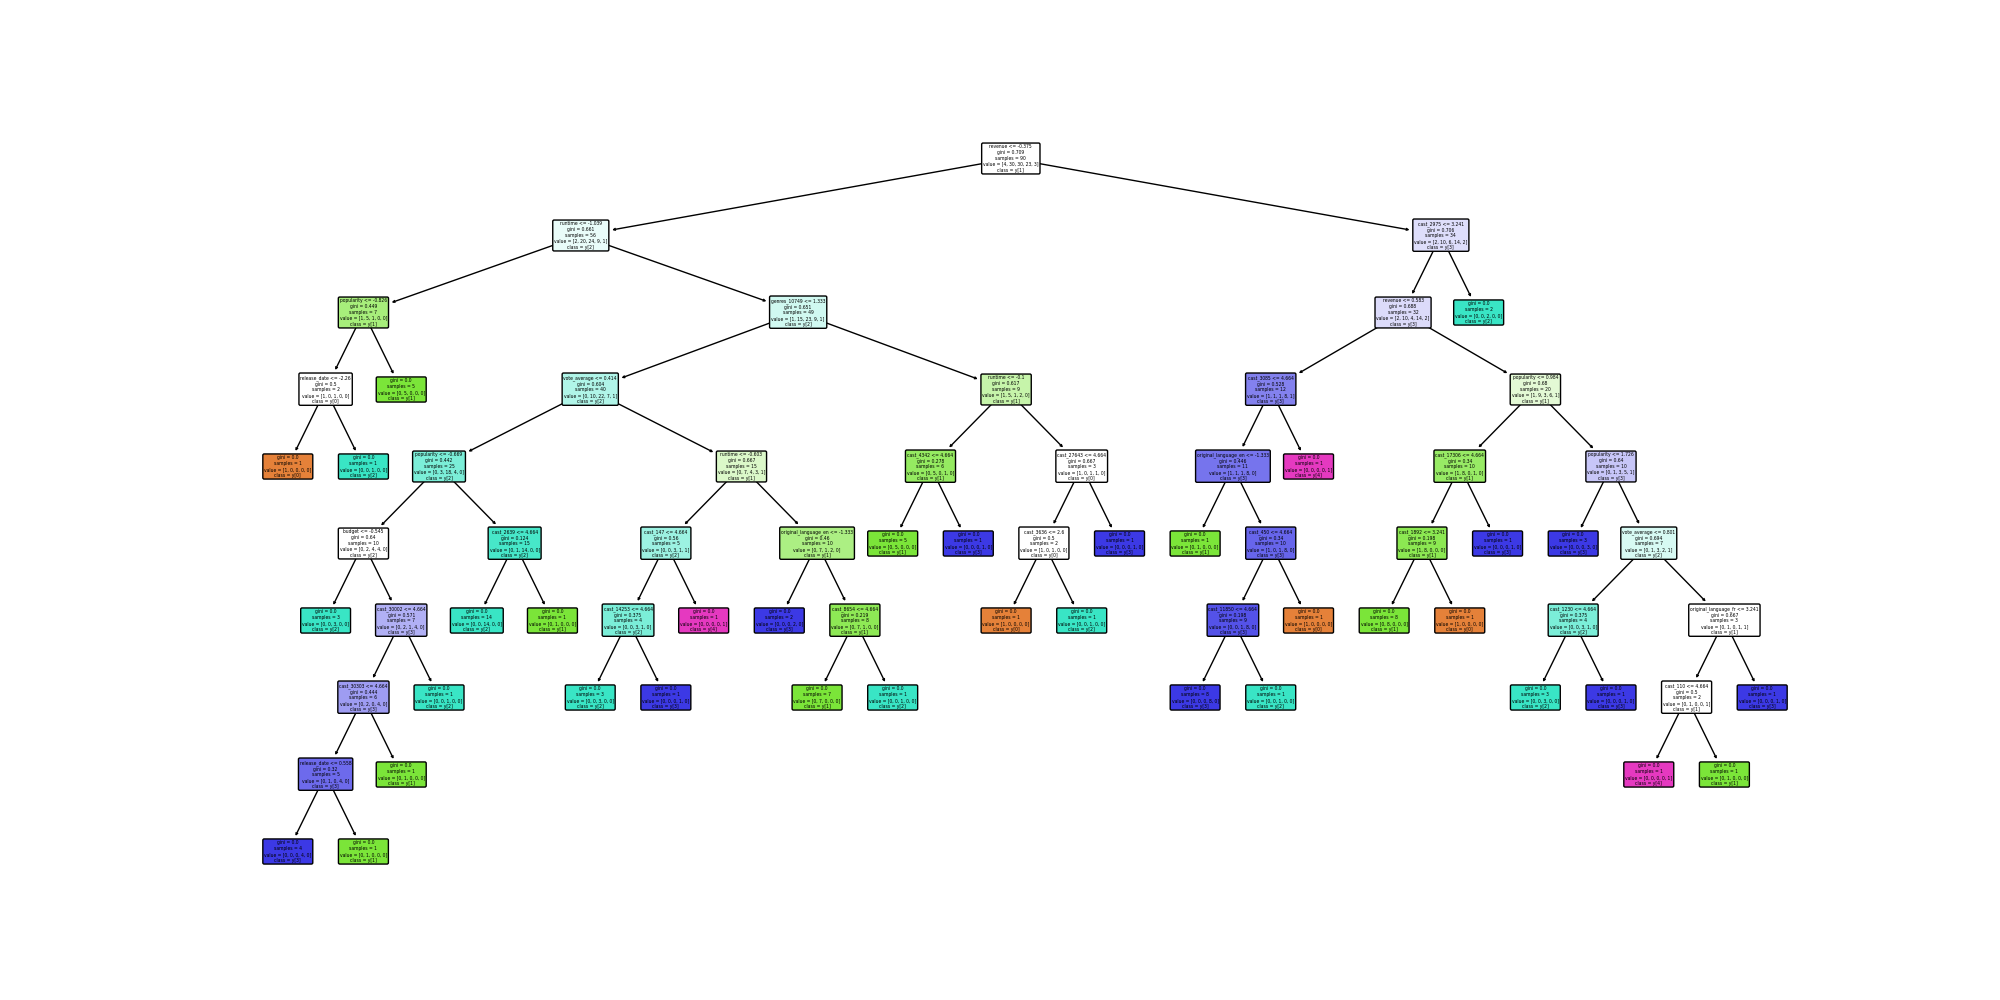 revenue <= -0.375
gini = 0.709
samples = 90
value = [4, 30, 30, 23, 3]
class = y[1]
runtime <= -1.039
gini = 0.661
samples = 56
value = [2, 20, 24, 9, 1]
class = y[2]
cast_2975 <= 3.241
gini = 0.706
samples = 34
value = [2, 10, 6, 14, 2]
class = y[3]
popularity <= -0.826
gini = 0.449
samples = 7
value = [1, 5, 1, 0, 0]
class = y[1]
genres_10749 <= 1.333
gini = 0.651
samples = 49
value = [1, 15, 23, 9, 1]
class = y[2]
revenue <= 0.583
gini = 0.688
samples = 32
value = [2, 10, 4, 14, 2]
class = y[3]
gini = 0.0
samples = 2
value = [0, 0, 2, 0, 0]
class = y[2]
release_date <= -2.26
gini = 0.5
samples = 2
value = [1, 0, 1, 0, 0]
class = y[0]
gini = 0.0
samples = 5
value = [0, 5, 0, 0, 0]
class = y[1]
vote_average <= 0.414
gini = 0.604
samples = 40
value = [0, 10, 22, 7, 1]
class = y[2]
runtime <= -0.1
gini = 0.617
samples = 9
value = [1, 5, 1, 2, 0]
class = y[1]
cast_3085 <= 4.664
gini = 0.528
samples = 12
value = [1, 1, 1, 8, 1]
class = y[3]
popularity <= 0.984
gini = 0.68
samples = 20
value = [1, 9, 3, 6, 1]
class = y[1]
gini = 0.0
samples = 1
value = [1, 0, 0, 0, 0]
class = y[0]
gini = 0.0
samples = 1
value = [0, 0, 1, 0, 0]
class = y[2]
popularity <= -0.669
gini = 0.442
samples = 25
value = [0, 3, 18, 4, 0]
class = y[2]
runtime <= -0.603
gini = 0.667
samples = 15
value = [0, 7, 4, 3, 1]
class = y[1]
cast_4342 <= 4.664
gini = 0.278
samples = 6
value = [0, 5, 0, 1, 0]
class = y[1]
cast_27643 <= 4.664
gini = 0.667
samples = 3
value = [1, 0, 1, 1, 0]
class = y[0]
original_language_en <= -1.333
gini = 0.446
samples = 11
value = [1, 1, 1, 8, 0]
class = y[3]
gini = 0.0
samples = 1
value = [0, 0, 0, 0, 1]
class = y[4]
cast_17306 <= 4.664
gini = 0.34
samples = 10
value = [1, 8, 0, 1, 0]
class = y[1]
popularity <= 1.726
gini = 0.64
samples = 10
value = [0, 1, 3, 5, 1]
class = y[3]
budget <= -0.545
gini = 0.64
samples = 10
value = [0, 2, 4, 4, 0]
class = y[2]
cast_2639 <= 4.664
gini = 0.124
samples = 15
value = [0, 1, 14, 0, 0]
class = y[2]
cast_147 <= 4.664
gini = 0.56
samples = 5
value = [0, 0, 3, 1, 1]
class = y[2]
original_language_en <= -1.333
gini = 0.46
samples = 10
value = [0, 7, 1, 2, 0]
class = y[1]
gini = 0.0
samples = 5
value = [0, 5, 0, 0, 0]
class = y[1]
gini = 0.0
samples = 1
value = [0, 0, 0, 1, 0]
class = y[3]
cast_3636 <= 2.6
gini = 0.5
samples = 2
value = [1, 0, 1, 0, 0]
class = y[0]
gini = 0.0
samples = 1
value = [0, 0, 0, 1, 0]
class = y[3]
gini = 0.0
samples = 1
value = [0, 1, 0, 0, 0]
class = y[1]
cast_450 <= 4.664
gini = 0.34
samples = 10
value = [1, 0, 1, 8, 0]
class = y[3]
cast_1892 <= 3.241
gini = 0.198
samples = 9
value = [1, 8, 0, 0, 0]
class = y[1]
gini = 0.0
samples = 1
value = [0, 0, 0, 1, 0]
class = y[3]
gini = 0.0
samples = 3
value = [0, 0, 0, 3, 0]
class = y[3]
vote_average <= 0.801
gini = 0.694
samples = 7
value = [0, 1, 3, 2, 1]
class = y[2]
gini = 0.0
samples = 3
value = [0, 0, 3, 0, 0]
class = y[2]
cast_30002 <= 4.664
gini = 0.571
samples = 7
value = [0, 2, 1, 4, 0]
class = y[3]
gini = 0.0
samples = 14
value = [0, 0, 14, 0, 0]
class = y[2]
gini = 0.0
samples = 1
value = [0, 1, 0, 0, 0]
class = y[1]
cast_14253 <= 4.664
gini = 0.375
samples = 4
value = [0, 0, 3, 1, 0]
class = y[2]
gini = 0.0
samples = 1
value = [0, 0, 0, 0, 1]
class = y[4]
gini = 0.0
samples = 2
value = [0, 0, 0, 2, 0]
class = y[3]
cast_8654 <= 4.664
gini = 0.219
samples = 8
value = [0, 7, 1, 0, 0]
class = y[1]
gini = 0.0
samples = 1
value = [1, 0, 0, 0, 0]
class = y[0]
gini = 0.0
samples = 1
value = [0, 0, 1, 0, 0]
class = y[2]
cast_11850 <= 4.664
gini = 0.198
samples = 9
value = [0, 0, 1, 8, 0]
class = y[3]
gini = 0.0
samples = 1
value = [1, 0, 0, 0, 0]
class = y[0]
gini = 0.0
samples = 8
value = [0, 8, 0, 0, 0]
class = y[1]
gini = 0.0
samples = 1
value = [1, 0, 0, 0, 0]
class = y[0]
cast_1230 <= 4.664
gini = 0.375
samples = 4
value = [0, 0, 3, 1, 0]
class = y[2]
original_language_fr <= 3.241
gini = 0.667
samples = 3
value = [0, 1, 0, 1, 1]
class = y[1]
cast_30303 <= 4.664
gini = 0.444
samples = 6
value = [0, 2, 0, 4, 0]
class = y[3]
gini = 0.0
samples = 1
value = [0, 0, 1, 0, 0]
class = y[2]
gini = 0.0
samples = 3
value = [0, 0, 3, 0, 0]
class = y[2]
gini = 0.0
samples = 1
value = [0, 0, 0, 1, 0]
class = y[3]
gini = 0.0
samples = 7
value = [0, 7, 0, 0, 0]
class = y[1]
gini = 0.0
samples = 1
value = [0, 0, 1, 0, 0]
class = y[2]
gini = 0.0
samples = 8
value = [0, 0, 0, 8, 0]
class = y[3]
gini = 0.0
samples = 1
value = [0, 0, 1, 0, 0]
class = y[2]
gini = 0.0
samples = 3
value = [0, 0, 3, 0, 0]
class = y[2]
gini = 0.0
samples = 1
value = [0, 0, 0, 1, 0]
class = y[3]
cast_110 <= 4.664
gini = 0.5
samples = 2
value = [0, 1, 0, 0, 1]
class = y[1]
gini = 0.0
samples = 1
value = [0, 0, 0, 1, 0]
class = y[3]
release_date <= 0.558
gini = 0.32
samples = 5
value = [0, 1, 0, 4, 0]
class = y[3]
gini = 0.0
samples = 1
value = [0, 1, 0, 0, 0]
class = y[1]
gini = 0.0
samples = 1
value = [0, 0, 0, 0, 1]
class = y[4]
gini = 0.0
samples = 1
value = [0, 1, 0, 0, 0]
class = y[1]
gini = 0.0
samples = 4
value = [0, 0, 0, 4, 0]
class = y[3]
gini = 0.0
samples = 1
value = [0, 1, 0, 0, 0]
class = y[1]